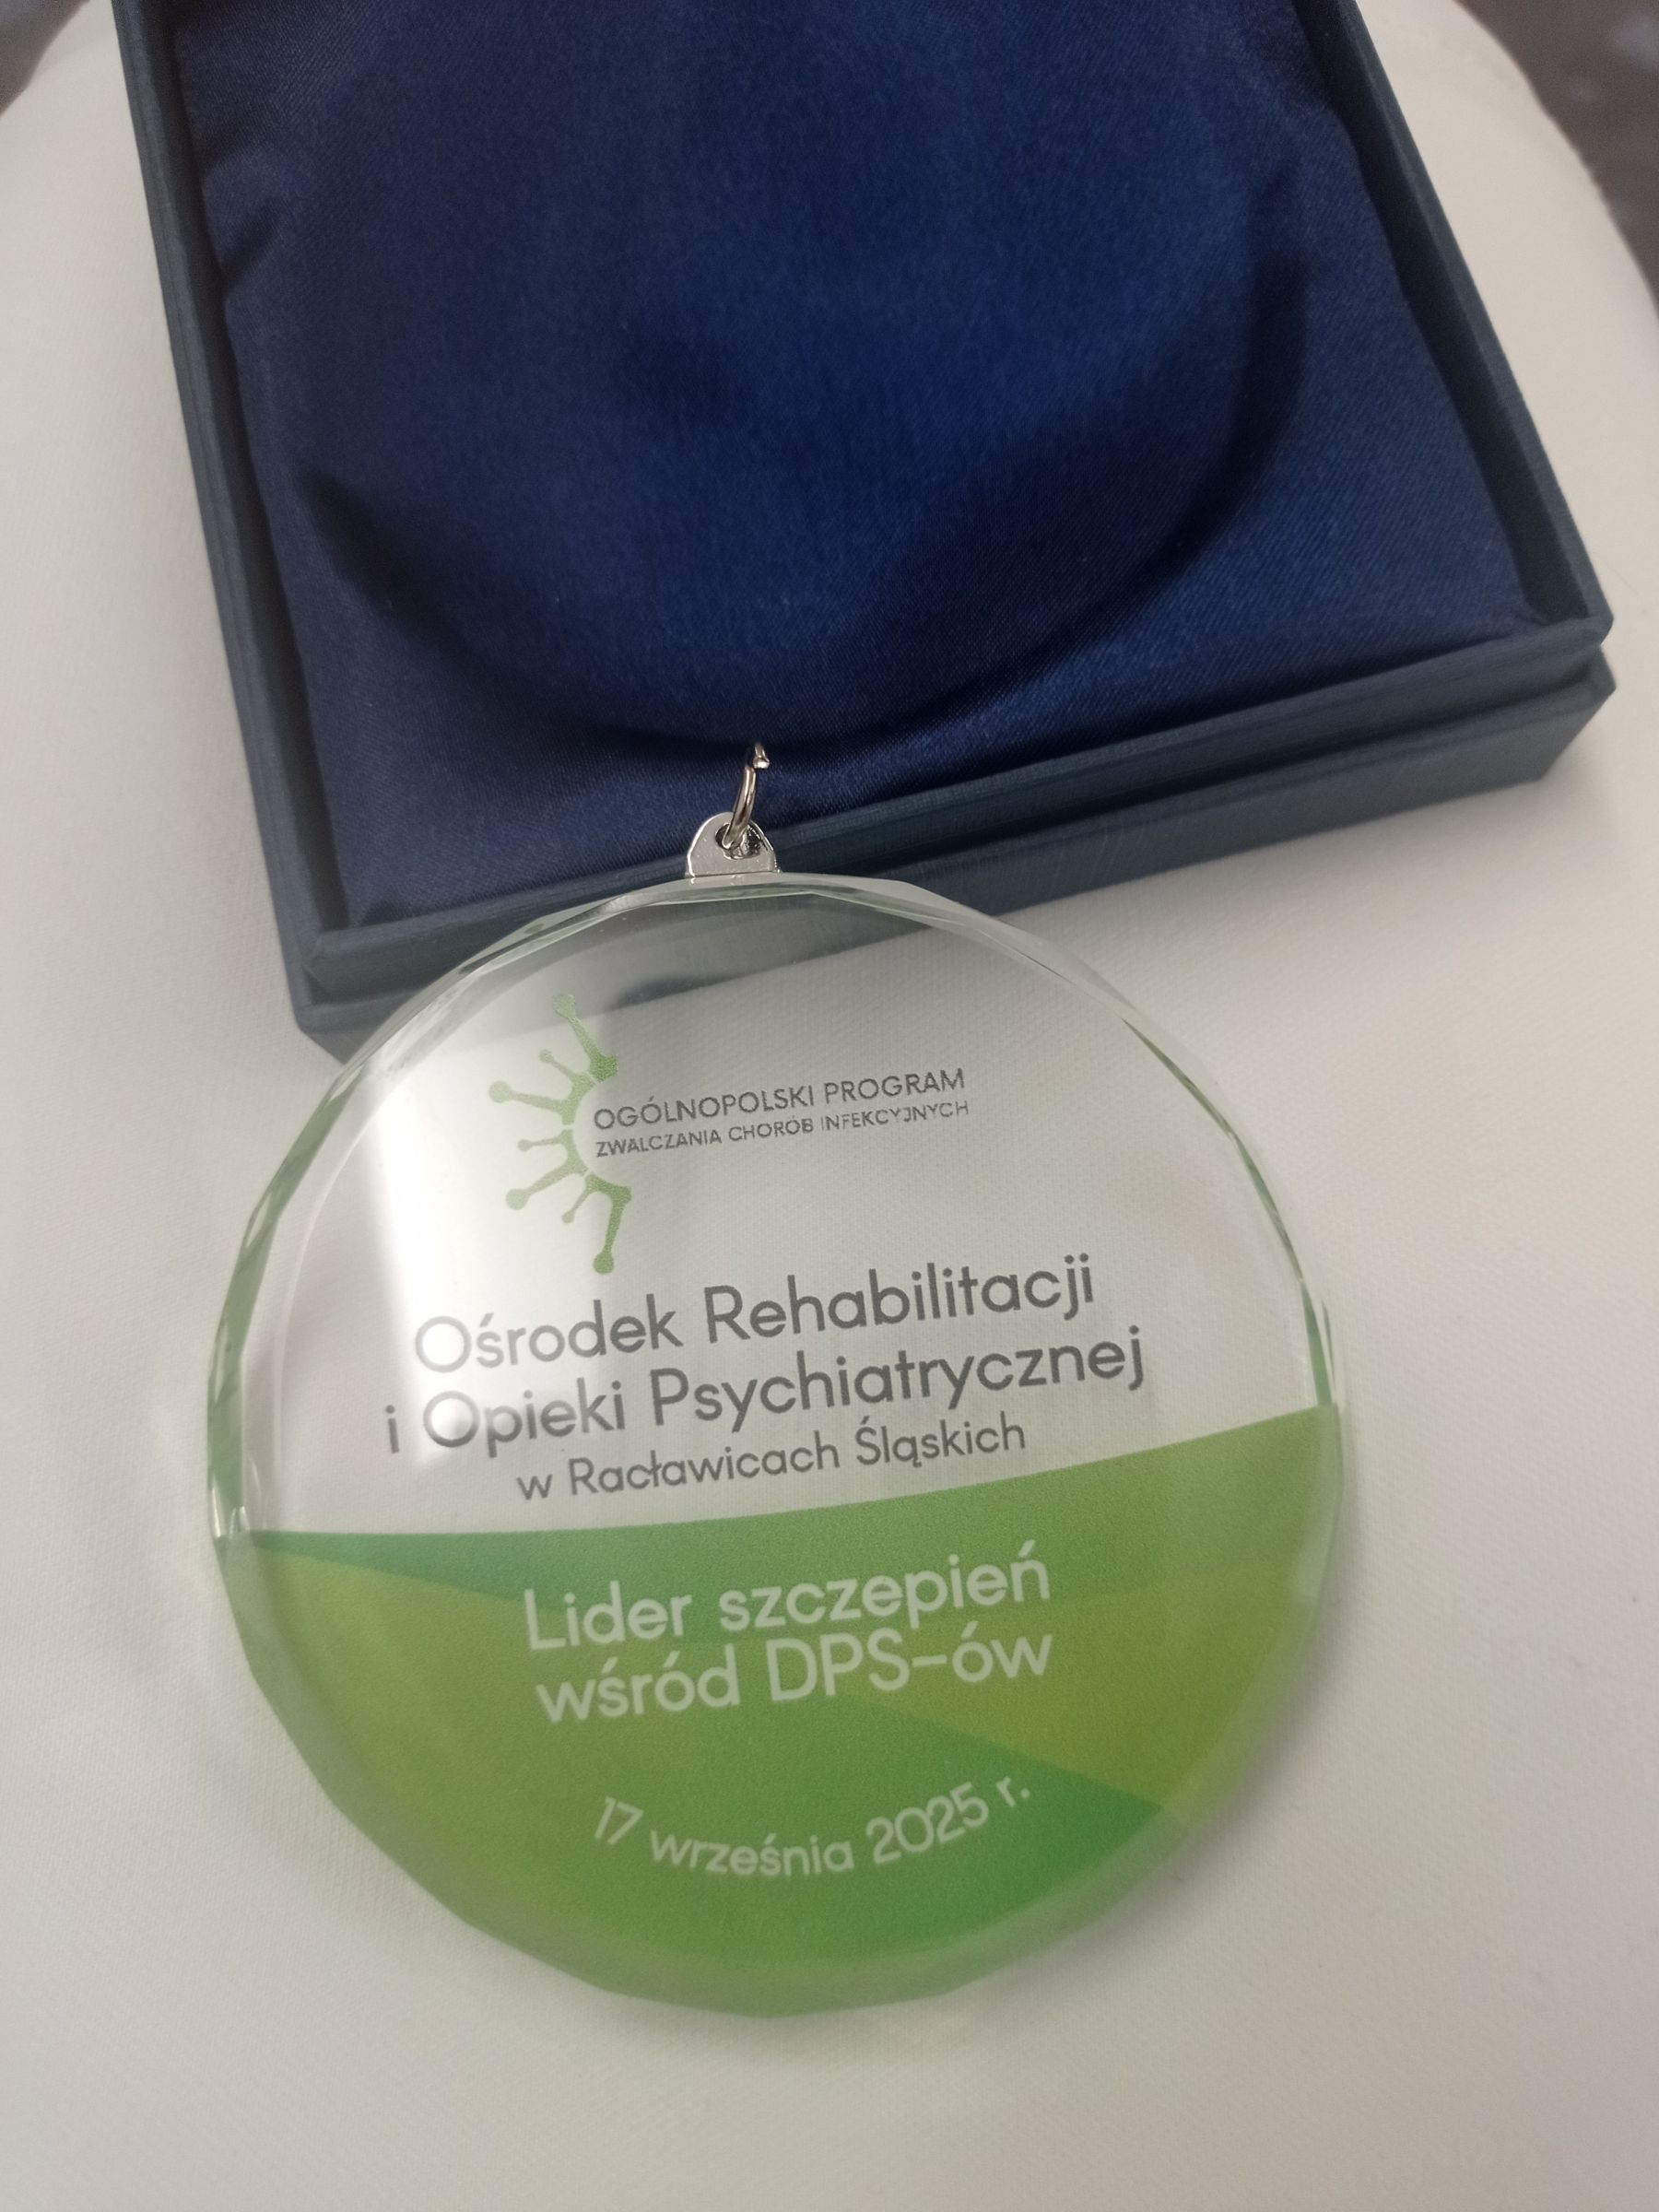 OGÓLNOPOLSKI PROGRAM
ZWALCZANIA CHORÓB INFEKCYJNYCH
Ośrodek Rehabilitacji
i Opieki Psychiatrycznej
w Racławicach Śląskich
Lider szczepień
wśród DPS-ów
17 września 2025 r.